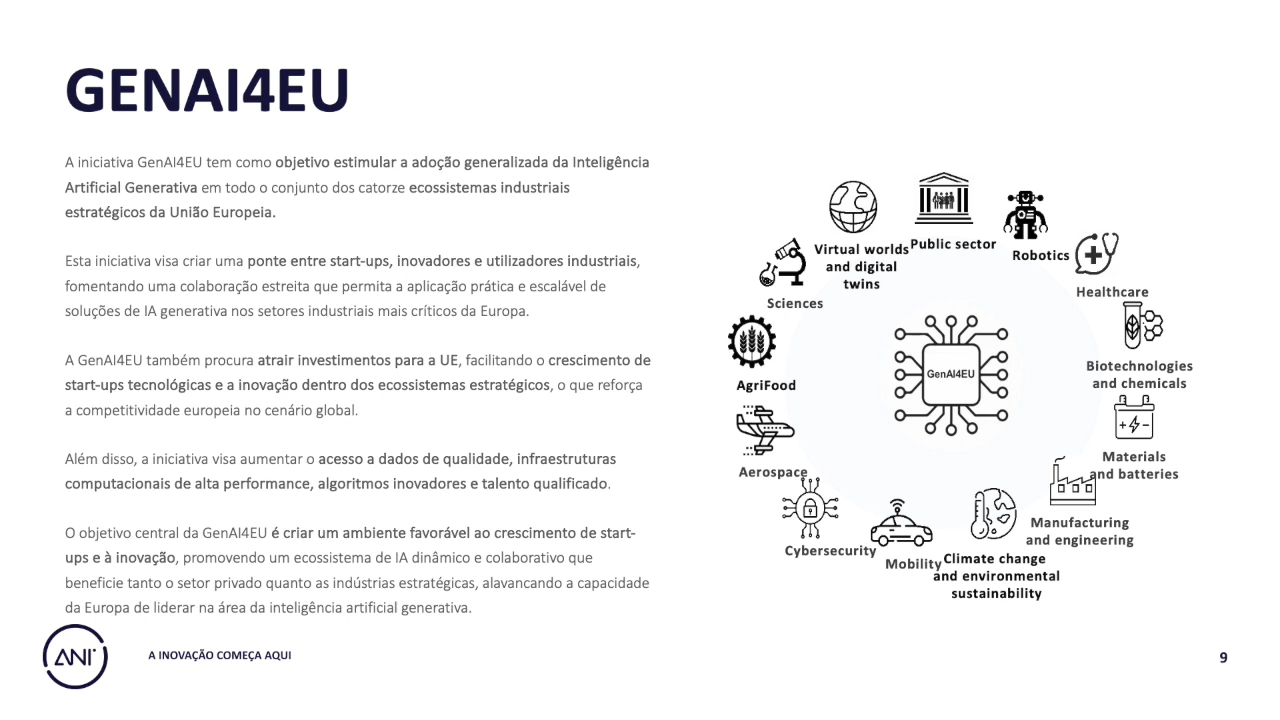 GENAI4EU
A iniciativa GenAI4EU tem como objetivo estimular a adoção generalizada da Inteligência
Artificial Generativa em todo o conjunto dos catorze ecossistemas industriais
estratégicos da União Europeia.
Esta iniciativa visa criar uma ponte entre start-ups, inovadores e utilizadores industriais,
fomentando uma colaboração estreita que permita a aplicação prática e escalável de
soluções de IA generativa nos setores industriais mais críticos da Europa.
A GenAI4EU também procura atrair investimentos para a UE, facilitando o crescimento de
start-ups tecnológicas e a inovação dentro dos ecossistemas estratégicos, o que reforça
a competitividade europeia no cenário global.
Além disso, a iniciativa visa aumentar o acesso a dados de qualidade, infraestruturas
computacionais de alta performance, algoritmos inovadores e talento qualificado.
O objetivo central da GenAI4EU é criar um ambiente favorável ao crescimento de start-
ups e à inovação, promovendo um ecossistema de IA dinâmico e colaborativo que
beneficie tanto o setor privado quanto as indústrias estratégicas, alavancando a capacidade
da Europa de liderar na área da inteligência artificial generativa.
Virtual worlds
and digital
twins
Public sector
Robotics
Healthcare
Biotechnologies
and chemicals
Materials
and batteries
Manufacturing
and engineering
Climate change
and environmental
sustainability
Mobility
Cybersecurity
Aerospace
AgriFood
Sciences
GenAI4EU
ANI
A INOVAÇÃO COMEÇA AQUI
9